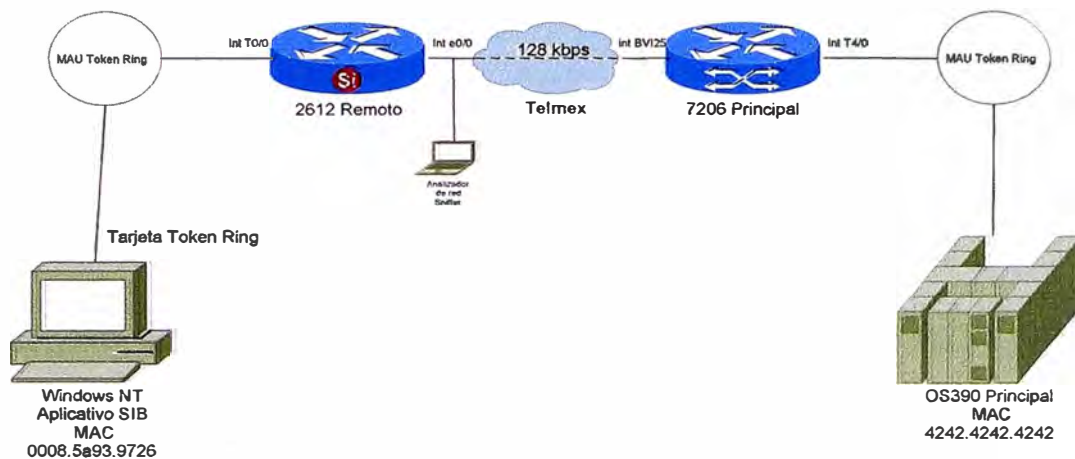 MAU Token Ring
Int T0/0
Si
2612 Remoto
Int e0/0
128 kbps
Telmex
int BVI25
7206 Principal
Int T4/0
MAU Token Ring
Analizador
de red
Sniffer
Tarjeta Token Ring
Windows NT
Aplicativo SIB
MAC
0008.5a93.9726
OS390 Principal
MAC
4242.4242.4242